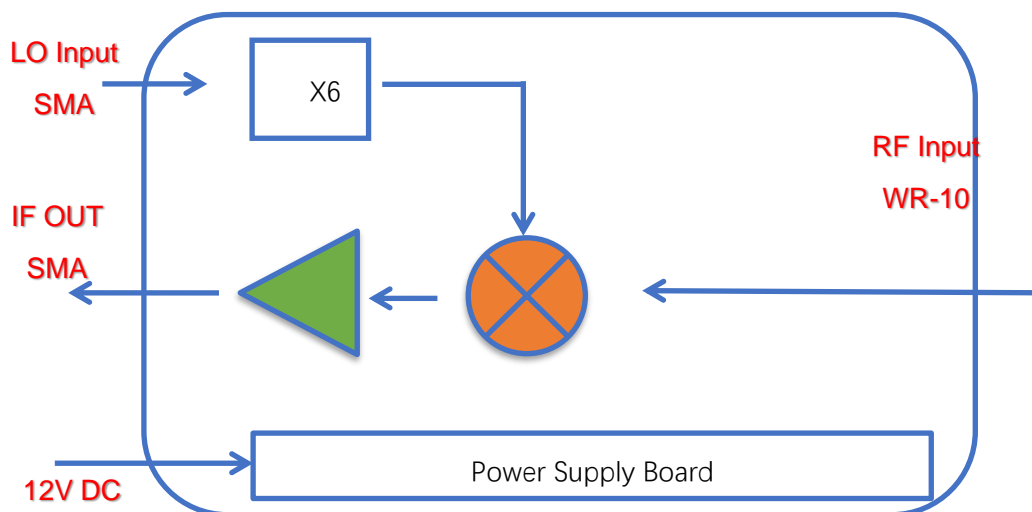 LO Input
SMA
X6
RF Input
WR-10
IF OUT
SMA
Power Supply Board
12V DC